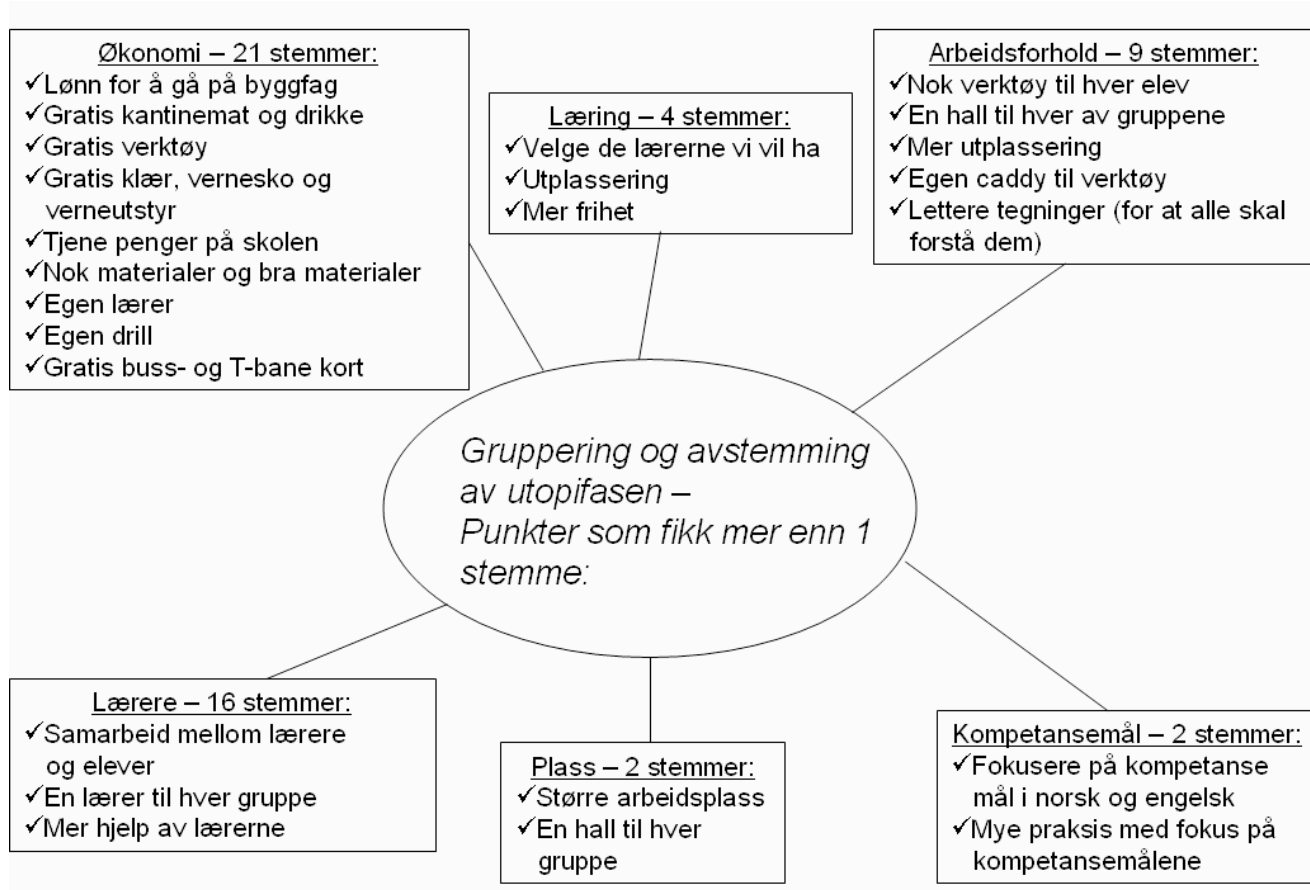 Økonomi – 21 stemmer:
✓Lønn for å gå på byggfag
✓Gratis kantinemat og drikke
✓Gratis verktøy
✓Gratis klær, vernesko og
verneutstyr
✓Tjene penger på skolen
✓Nok materialer og bra materialer
✓Egen lærer
✓Egen drill
✓Gratis buss- og T-bane kort
Læring – 4 stemmer:
✓Velge de lærerne vi vil ha
✓Utplassering
✓Mer frihet
Arbeidsforhold – 9 stemmer:
✓Nok verktøy til hver elev
✓En hall til hver av gruppene
✓Mer utplassering
✓Egen caddy til verktøy
✓Lettere tegninger (for at alle skal
forstå dem)
Gruppering og avstemming
av utopifasen –
Punkter som fikk mer enn 1
stemme:
Lærere – 16 stemmer:
✓Samarbeid mellom lærere
og elever
✓En lærer til hver gruppe
✓Mer hjelp av lærerne
Plass – 2 stemmer:
✓Større arbeidsplass
✓En hall til hver
gruppe
Kompetansemål – 2 stemmer:
✓Fokusere på kompetanse
mål i norsk og engelsk
✓Mye praksis med fokus på
kompetansemålene